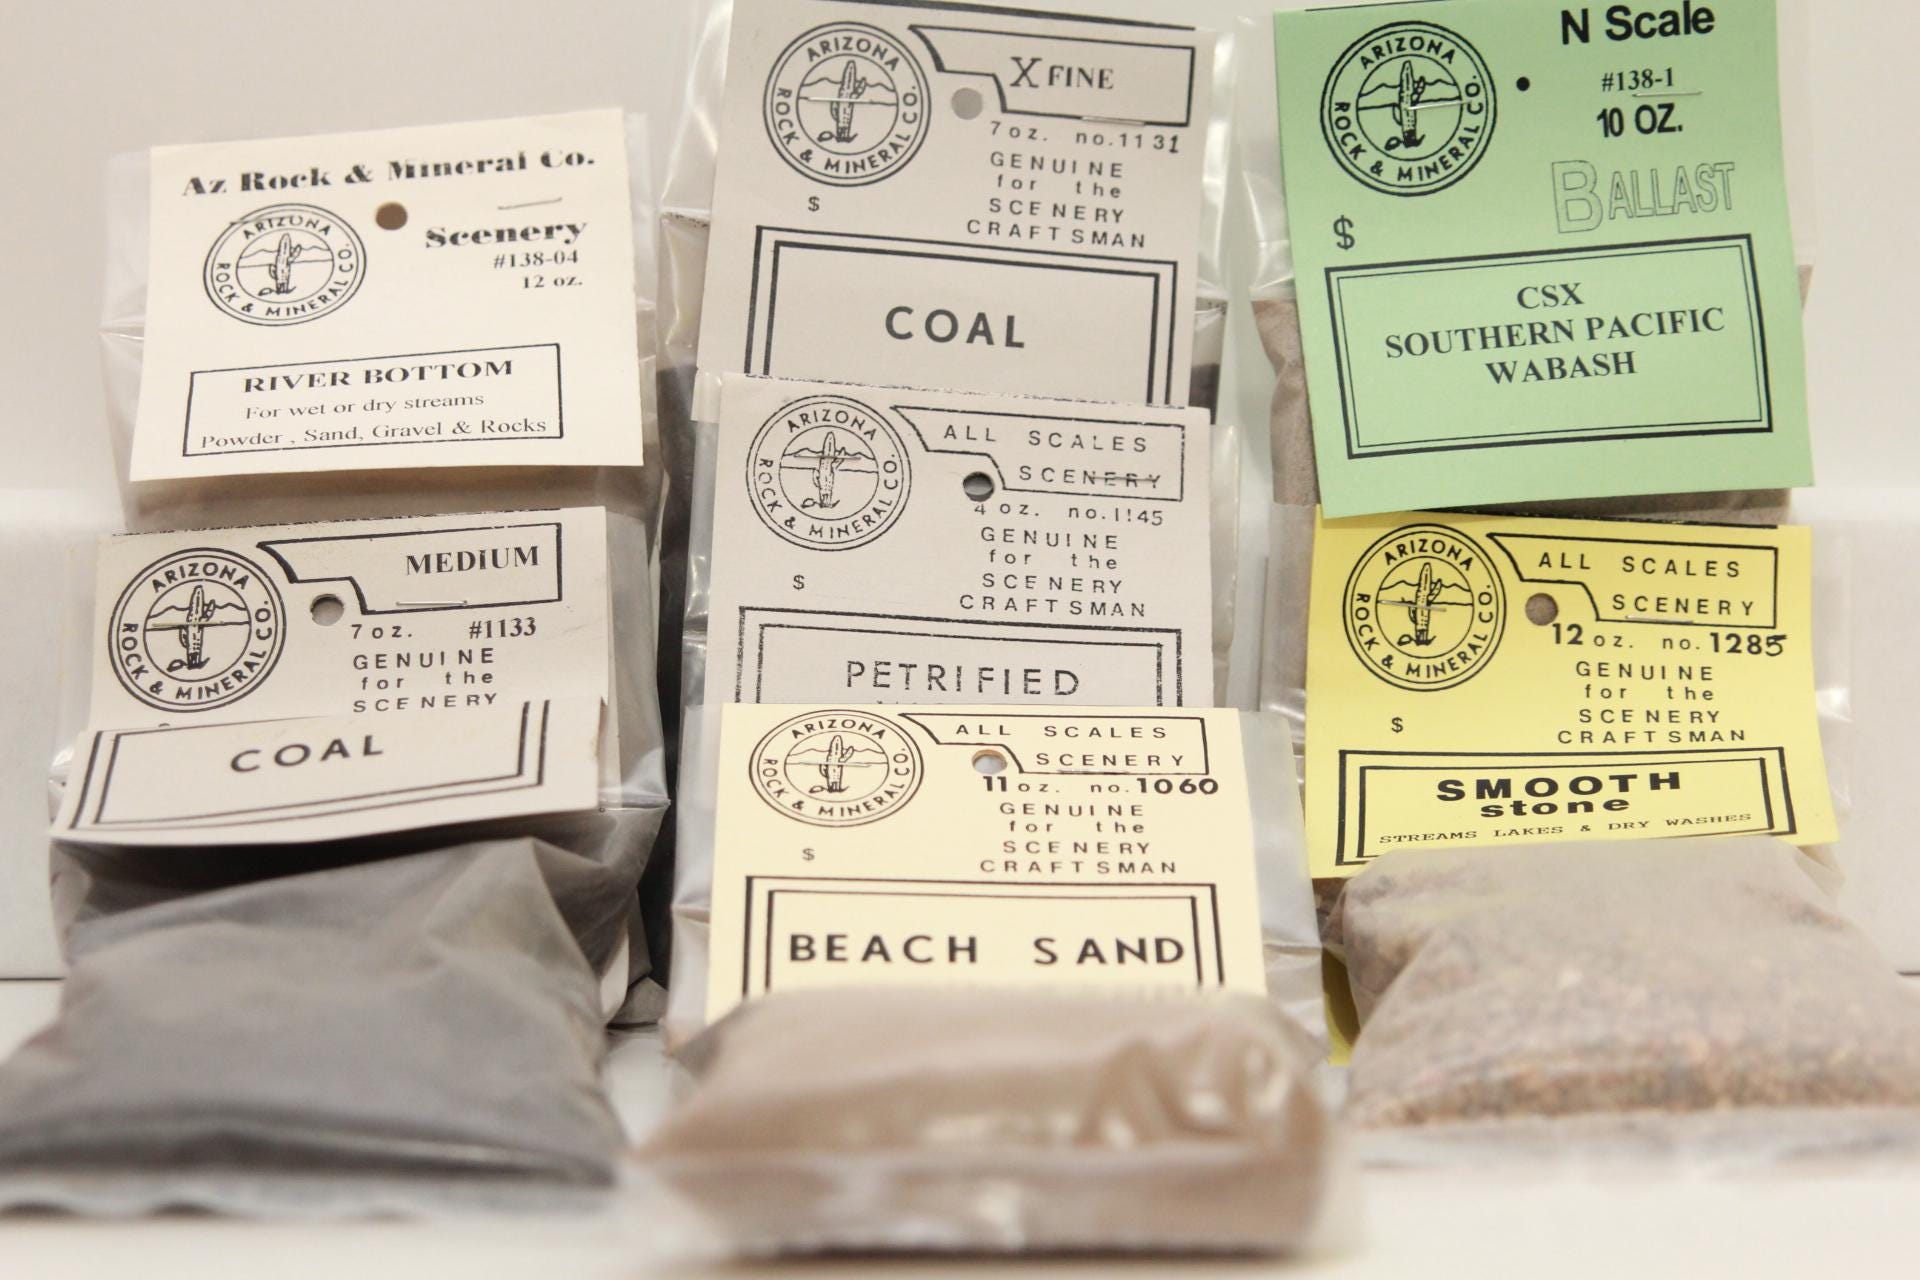 Az Rock & Mineral Co.
ARIZONA
ROCK & MINERAL CO.
Scenery
#138-04
12 oz.
RIVER BOTTOM
For wet or dry streams
Powder , Sand, Gravel & Rocks
ARIZONA
ROCK & MINERAL CO.
MEDIUM
7 oz. #1133
GENUINE
for the
SCENERY
COAL
ARIZONA
ROCK & MINERAL CO.
X FINE
7 oz. no.1131
GENUINE
for the
SCENERY
CRAFTSMAN
$
COAL
ARIZONA
ROCK & MINERAL CO.
ALL SCALES
SCENERY
4 oz. no.1145
GENUINE
for the
SCENERY
CRAFTSMAN
$
PETRIFIED
ARIZONA
ROCK & MINERAL CO.
ALL SCALES
SCENERY
11 oz. no.1060
GENUINE
for the
SCENERY
CRAFTSMAN
$
BEACH SAND
N Scale
ARIZONA
ROCK & MINERAL CO.
#138-1
10 OZ.
BALLAST
$
CSX
SOUTHERN PACIFIC
WABASH
ARIZONA
ROCK & MINERAL CO.
ALL SCALES
SCENERY
12 oz. no.1285
GENUINE
for the
SCENERY
CRAFTSMAN
$
SMOOTH
stone
STREAMS LAKES & DRY WASHES